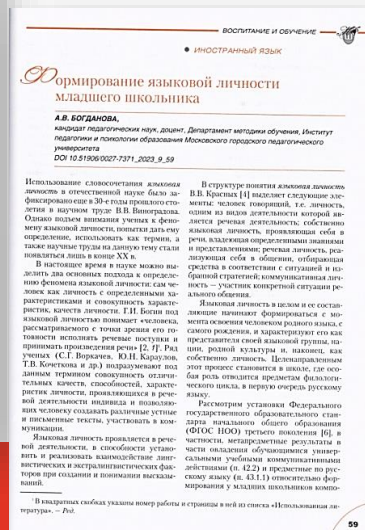 ВОСПИТАНИЕ И ОБУЧЕНИЕ
• ИНОСТРАННЫЙ ЯЗЫК
Формирование языковой личности
младшего школьника
А.В. БОГДАНОВА,
кандидат педагогических наук, доцент, Департамент методики обучения, Институт
педагогики и психологии образования Московского городского педагогического
университета
DOI 10.51906/0027-7371_2023_9_59
Использование словосочетания языковая
личность в отечественной науке было за-
фиксировано еще в 30-е годы прошлого сто-
летия в научном труде В.В. Виноградова.
Однако подъем внимания ученых к фено-
мену языковой личности, попытки дать ему
определение, использовать как термин, а
также научные труды на данную тему стали
появляться лишь в конце XX в.
В настоящее время в науке можно вы-
делить два основных подхода к определе-
нию феномена языковой личности: сам че-
ловек как личность с определенными ха-
рактеристиками и совокупность характе-
ристик, качеств личности. Г.И. Богин под
языковой личностью понимает «человека,
рассматриваемого с точки зрения его го-
товности исполнять речевые поступки и
принимать произведения речи» [2, 1]¹. Ряд
ученых (С.Г. Воркачев, Ю.Н. Караулов,
Т.В. Кочеткова и др.) подразумевают под
данным термином совокупность отличи-
тельных качеств, способностей, характе-
ристик личности, проявляющихся в рече-
вой деятельности индивида и позволяю-
щих человеку создавать различные устные
и письменные тексты, участвовать в ком-
муникации.
Языковая личность проявляется в рече-
вой деятельности, в способности устано-
вить и реализовать взаимодействие линг-
вистических и экстралингвистических фак-
торов при создании и понимании высказы-
ваний.
В структуре понятия языковая личность
В.В. Красных [4] выделяет следующие эле-
менты: человек говорящий, т.е. личность,
одним из видов деятельности которой яв-
ляется речевая деятельность; собственно
языковая личность, проявляющая себя в
речи, владеющая определенными знаниями
и представлениями; речевая личность, реа-
лизующая себя в общении, отбирающая
средства в соответствии с ситуацией и из-
бранной стратегией; коммуникативная лич-
ность — участник конкретной ситуации ре-
ального общения.
Языковая личность в целом и ее состав-
ляющие начинают формироваться с момен-
та освоения человеком родного языка, с
самого рождения, и характеризуют его как
представителя своей языковой группы, на-
ции, родной культуры и, наконец, как
собственно личность. Целенаправленным
этот процесс становится в школе, где осо-
бая роль отводится предметам филологи-
ческого цикла, в первую очередь русскому
языку.
Рассмотрим установки Федерального
государственного образовательного стан-
дарта начального общего образования
(ФГОС НОО) третьего поколения [6], в
частности, метапредметные результаты в
части овладения обучающимися универ-
сальными учебными коммуникативными
действиями (п. 42.2) и предметные по рус-
скому языку (п. 43.1.1) относительно фор-
мирования у младших школьников компо-
¹ В квадратных скобках указаны номер работы и страницы в ней из списка «Использованная ли-
тература». — Ред.
59